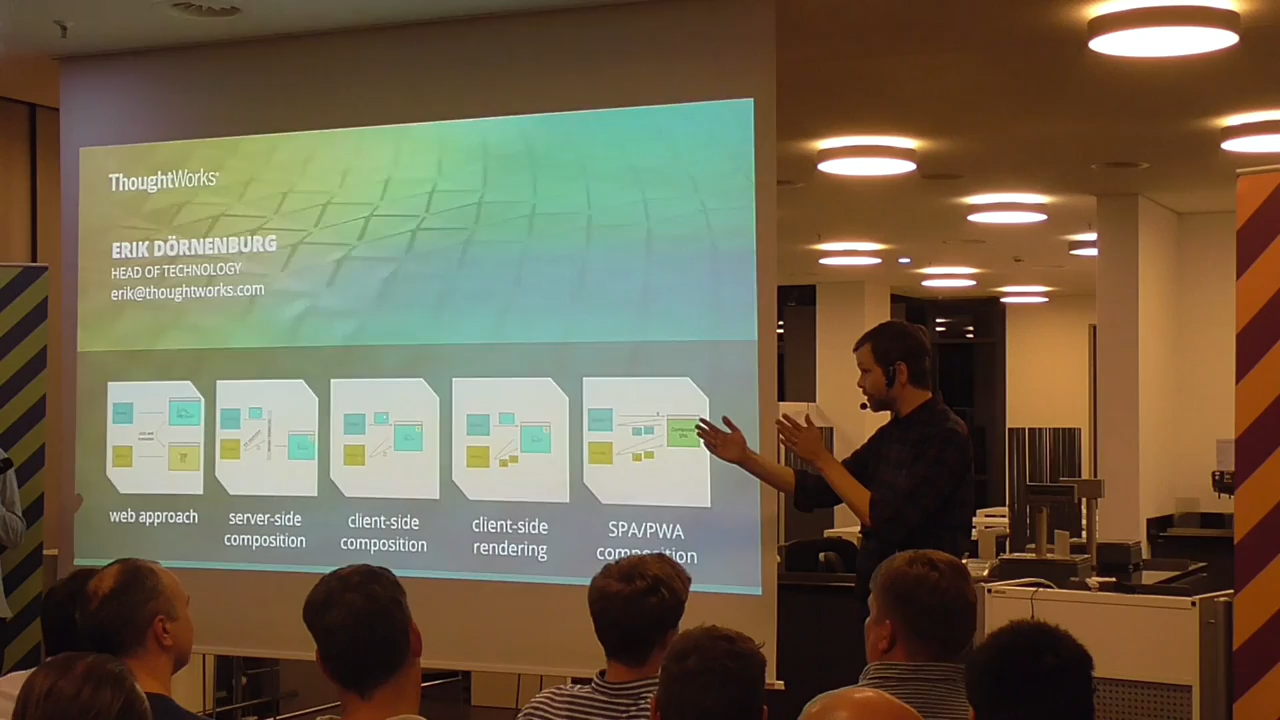 ThoughtWorks
ERIK DÖRNENBURG
HEAD OF TECHNOLOGY
erik@thoughtworks.com
web approach
server-side
composition
client-side
composition
client-side
rendering
SPA/PWA
composition